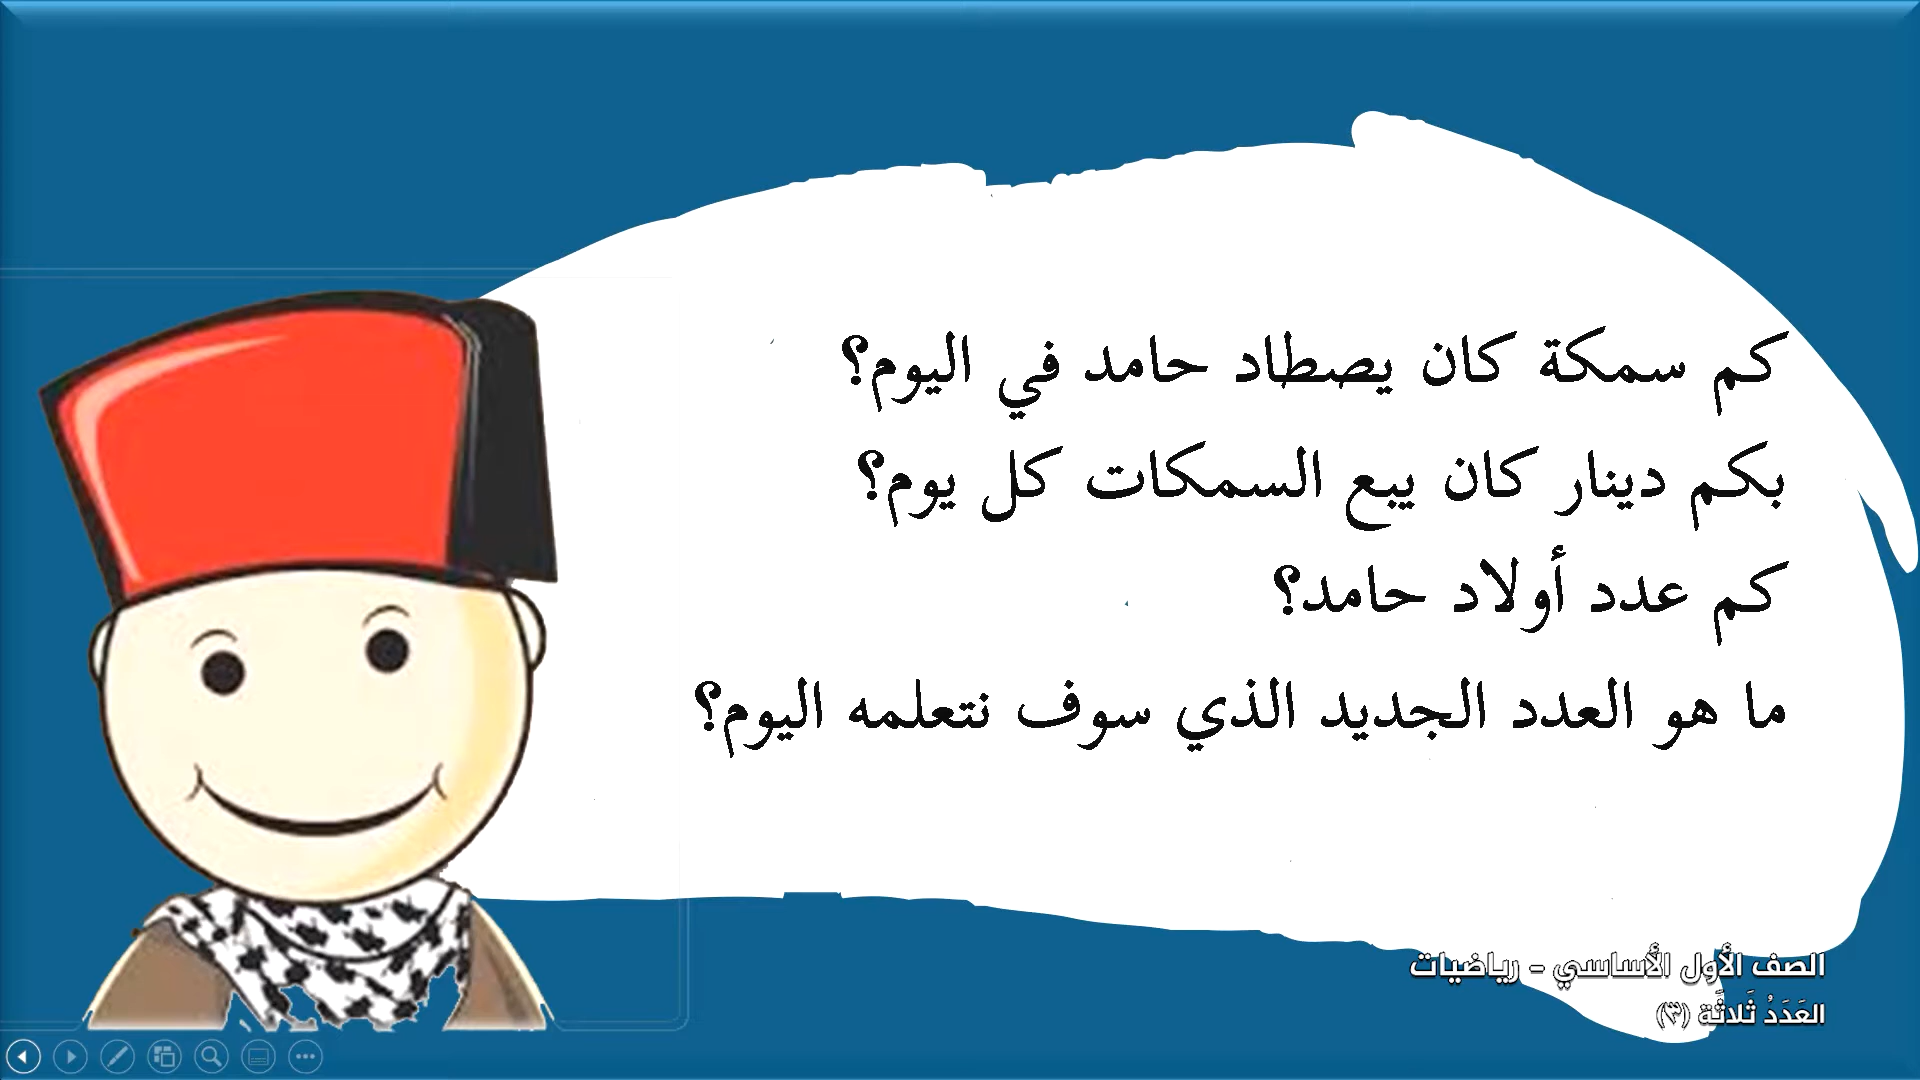 كم سمكة كان يصطاد حامد في اليوم؟
بكم دينار كان يبع السمكات كل يوم؟
كم عدد أولاد حامد؟
ما هو العدد الجديد الذي سوف نتعلمه اليوم؟
الصف الأول الأساسي - رياضيات
العَدَدُ ثَلاثَة (٣)